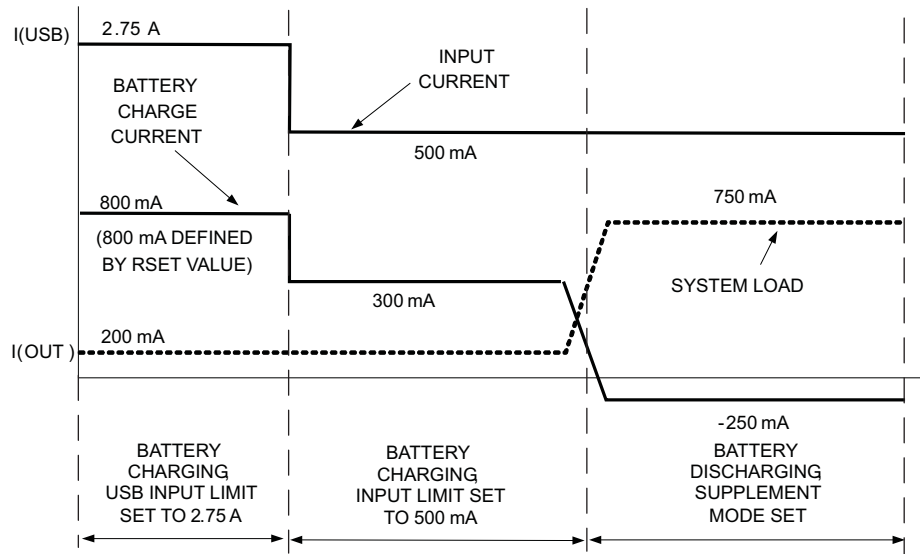 I(USB)
2.75 A
INPUT
CURRENT
BATTERY
CHARGE
CURRENT
500 mA
800 mA
(800 mA DEFINED
BY RSET VALUE)
750 mA
SYSTEM LOAD
300 mA
I(OUT )
200 mA
-250 mA
BATTERY
CHARGING,
USB INPUT LIMIT
SET TO 2.75 A
BATTERY
CHARGING,
INPUT LIMIT SET
TO 500 mA
BATTERY
DISCHARGING,
SUPPLEMENT
MODE SET